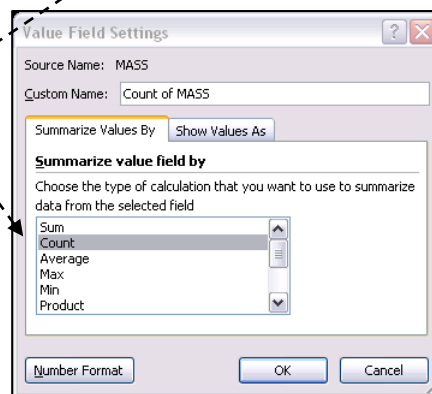 Value Field Settings
Source Name: MASS
Custom Name: Count of MASS
Summarize Values By Show Values As
Summarize value field by
Choose the type of calculation that you want to use to summarize
data from the selected field
Sum
Count
Average
Max
Min
Product
Number Format OK Cancel